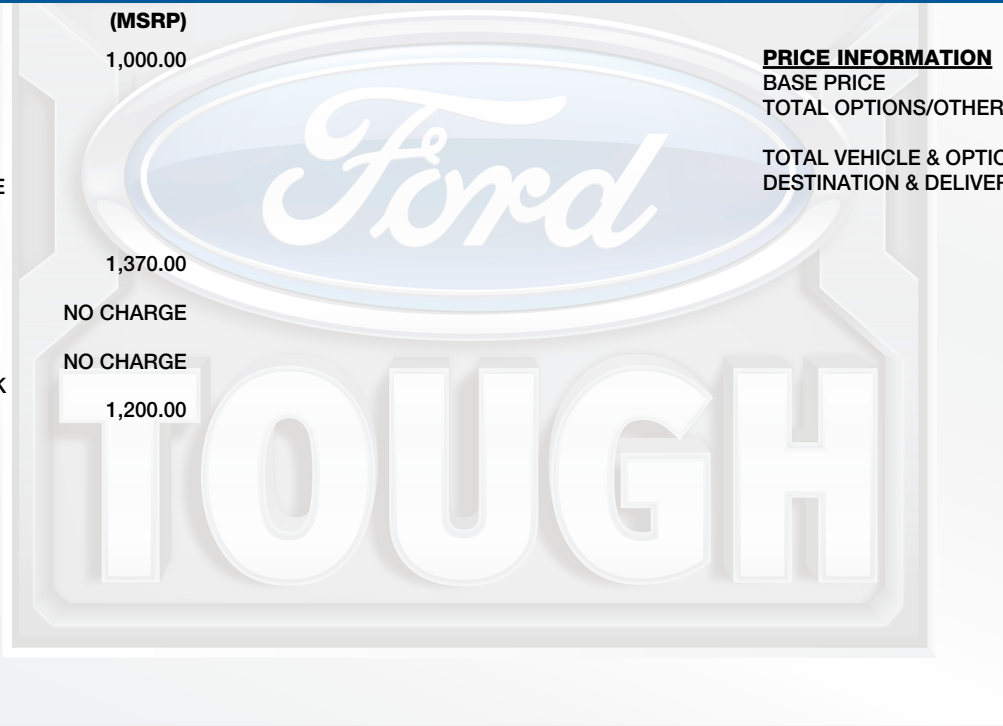 (MSRP)
1,000.00
E
1,370.00
NO CHARGE
NO CHARGE
K
1,200.00
PRICE INFORMATION
BASE PRICE
TOTAL OPTIONS/OTHER
TOTAL VEHICLE & OPTIO
DESTINATION & DELIVER
Ford
TOUGH